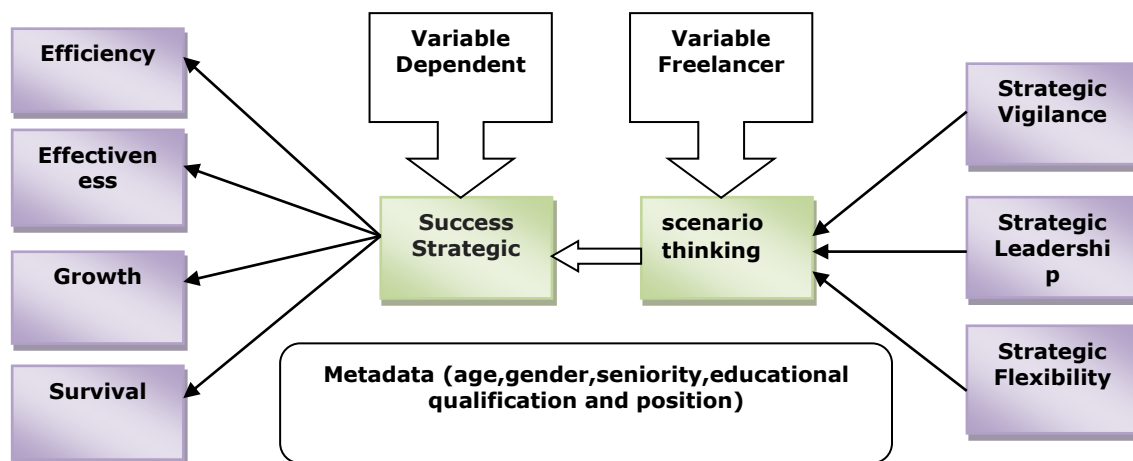 Efficiency
Effectiven
ess
Growth
Survival
Variable
Dependent
Variable
Freelancer
Success
Strategic
scenario
thinking
Strategic
Vigilance
Strategic
Leadershi
p
Strategic
Flexibility
Metadata (age,gender,seniority,educational
qualification and position)